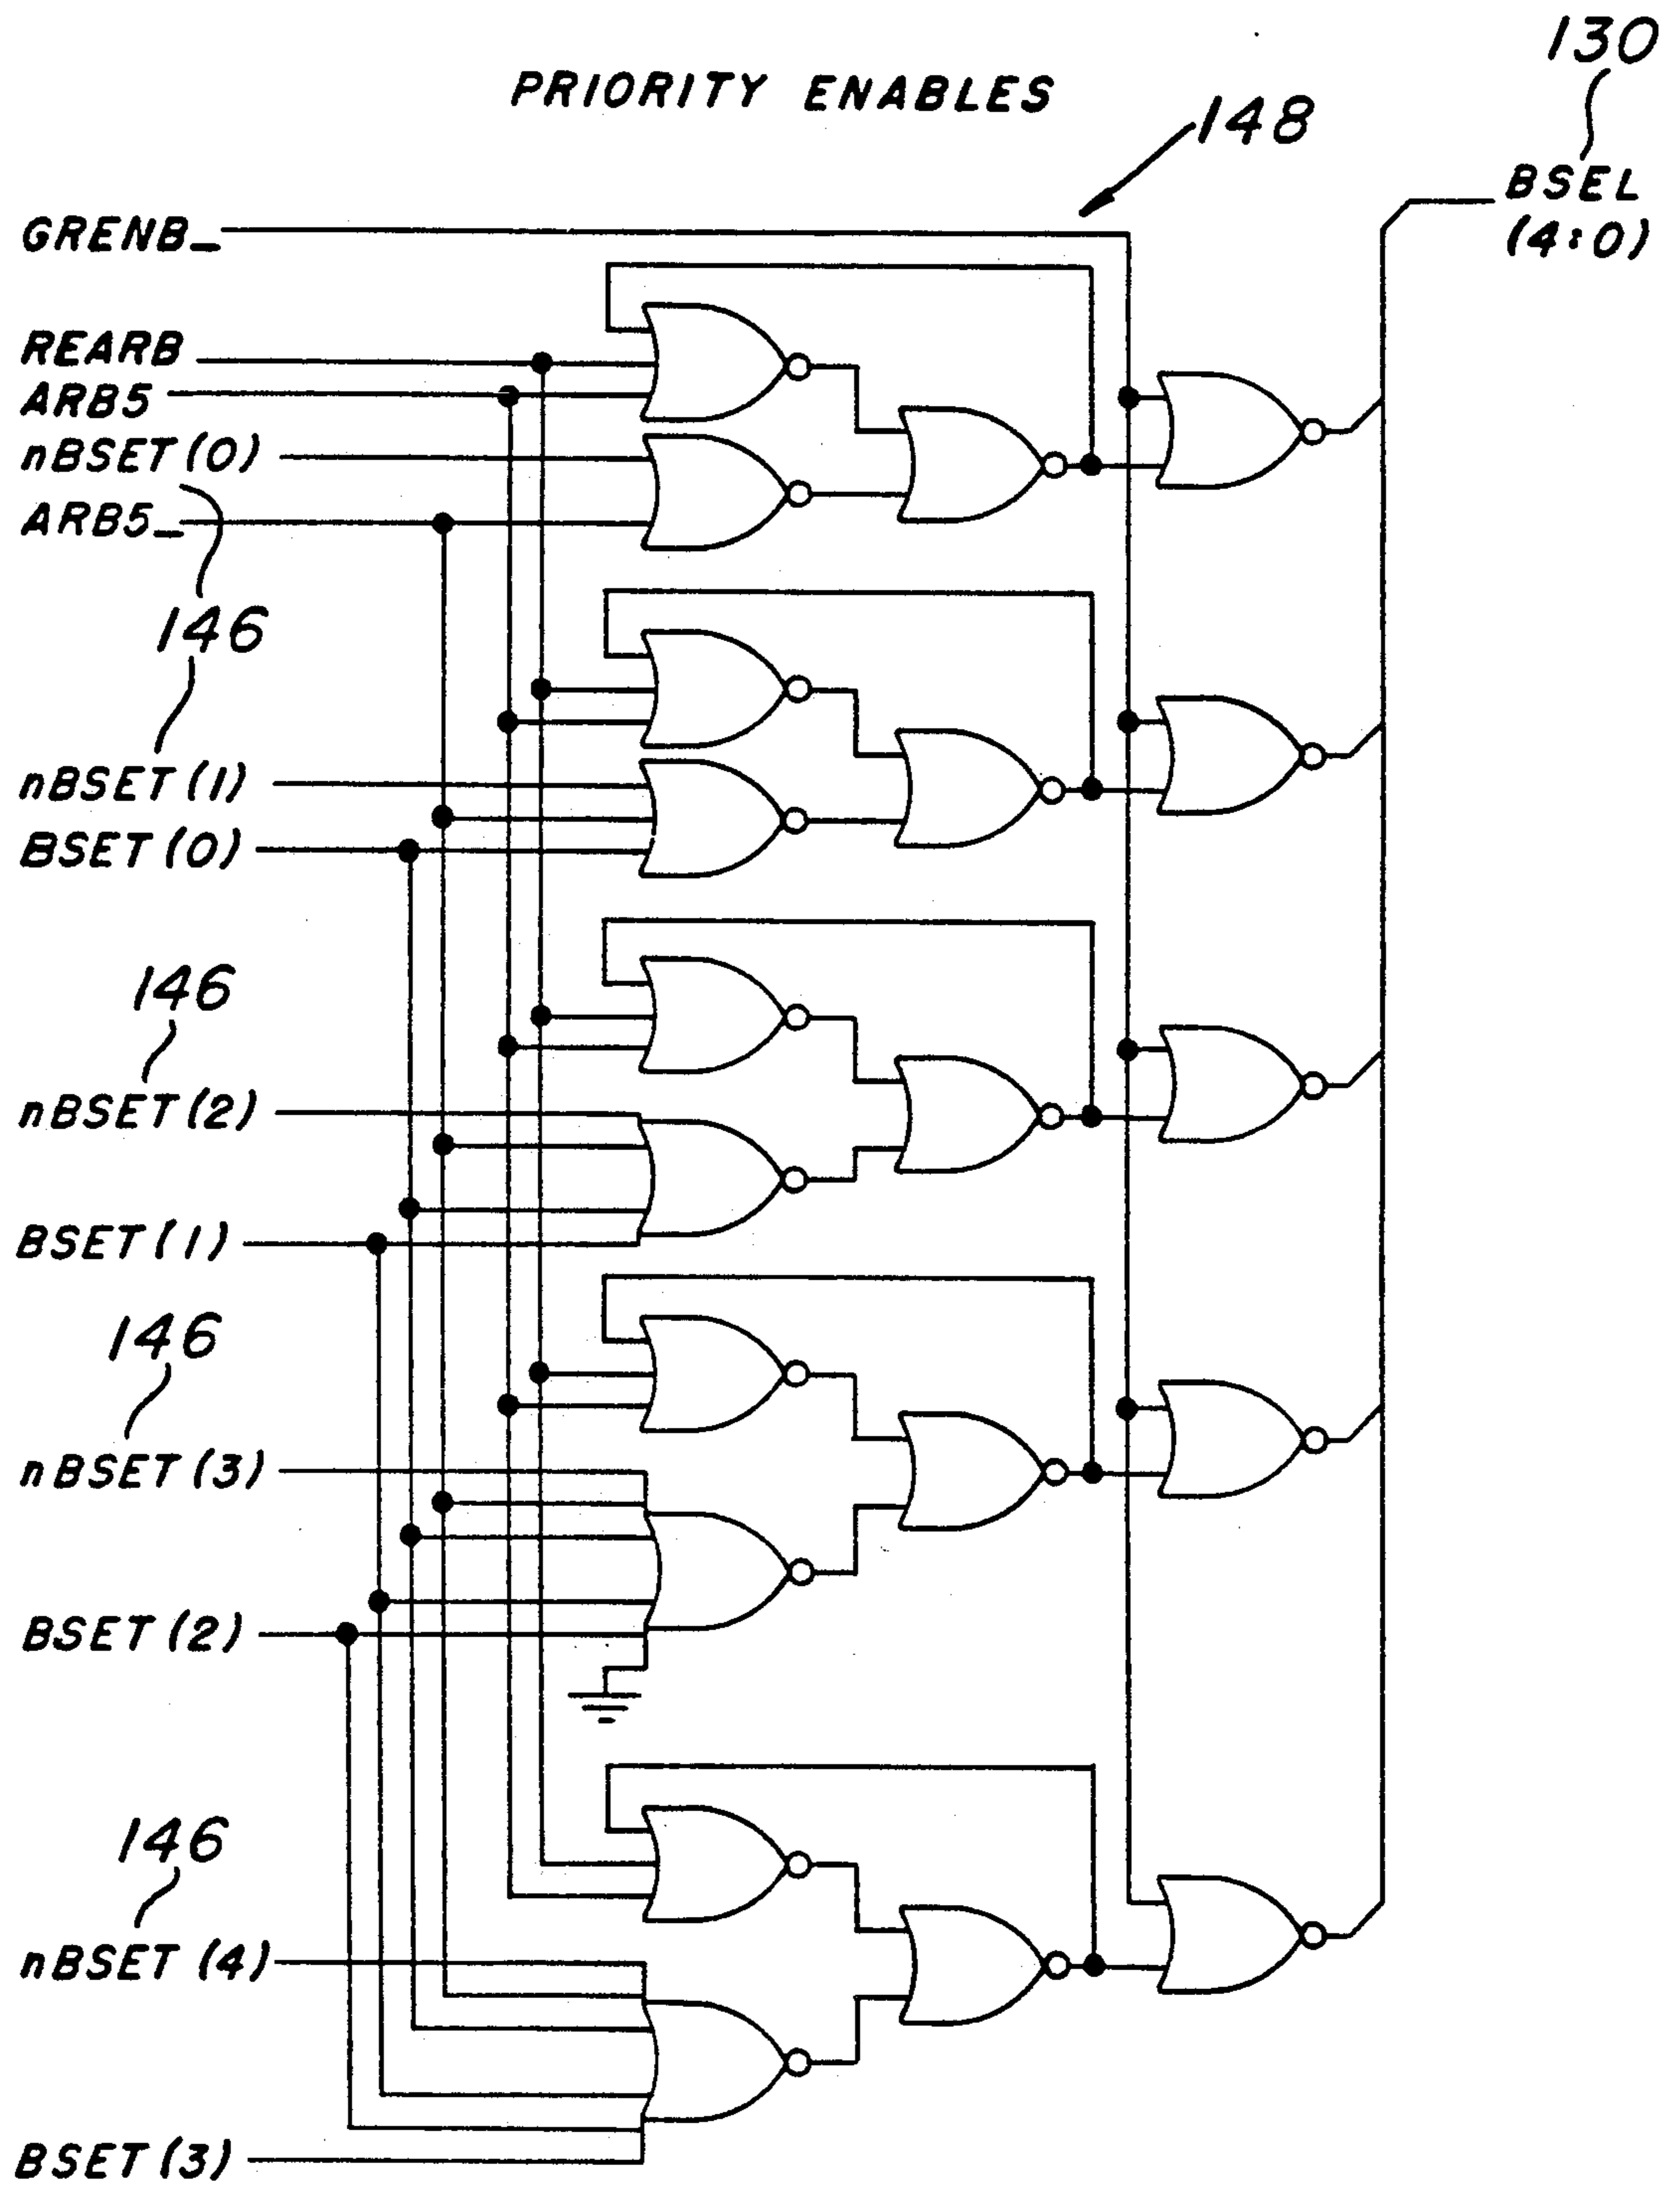 130
PRIORITY ENABLES
148
BSEL
(4:0)
GRENB_
REARB
ARB5
nBSET(0)
ARB5_
146
nBSET(1)
BSET(0)
146
nBSET(2)
BSET(1)
146
nBSET(3)
BSET(2)
146
nBSET(4)
BSET(3)